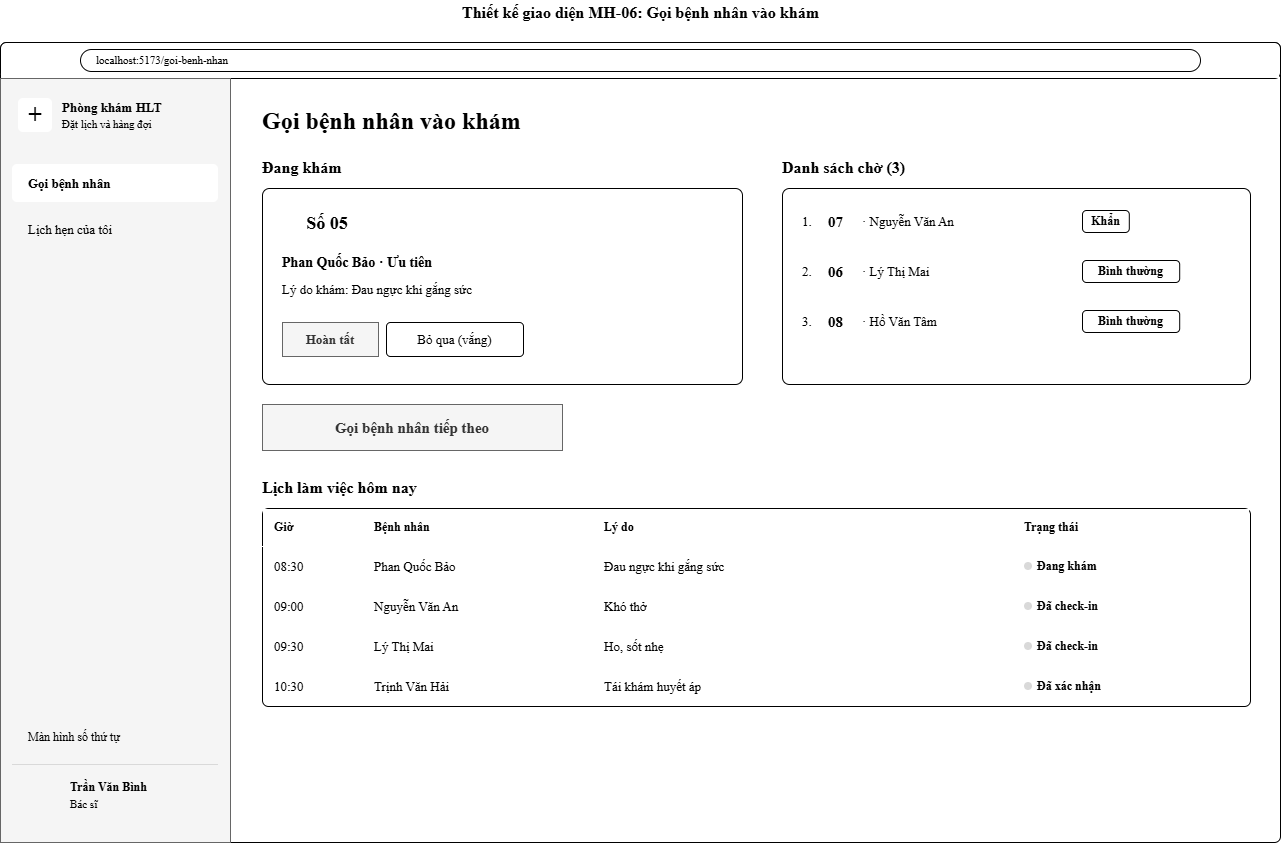 Thiết kế giao diện MH-06: Gọi bệnh nhân vào khám
localhost:5173/goi-benh-nhan
Phòng khám HLT
Đặt lịch và hàng đợi
Gọi bệnh nhân
Lịch hẹn của tôi
Màn hình số thứ tự
Trần Văn Bình
Bác sĩ
Gọi bệnh nhân vào khám
Đang khám
Số 05
Phan Quốc Bảo · Ưu tiên
Lý do khám: Đau ngực khi gắng sức
Hoàn tất
Bỏ qua (vắng)
Danh sách chờ (3)
1. 07 · Nguyễn Văn An Khẩn
2. 06 · Lý Thị Mai Bình thường
3. 08 · Hồ Văn Tâm Bình thường
Gọi bệnh nhân tiếp theo
Lịch làm việc hôm nay
Giờ Bệnh nhân Lý do Trạng thái
08:30 Phan Quốc Bảo Đau ngực khi gắng sức Đang khám
09:00 Nguyễn Văn An Khó thở Đã check-in
09:30 Lý Thị Mai Ho, sốt nhẹ Đã check-in
10:30 Trịnh Văn Hải Tái khám huyết áp Đã xác nhận